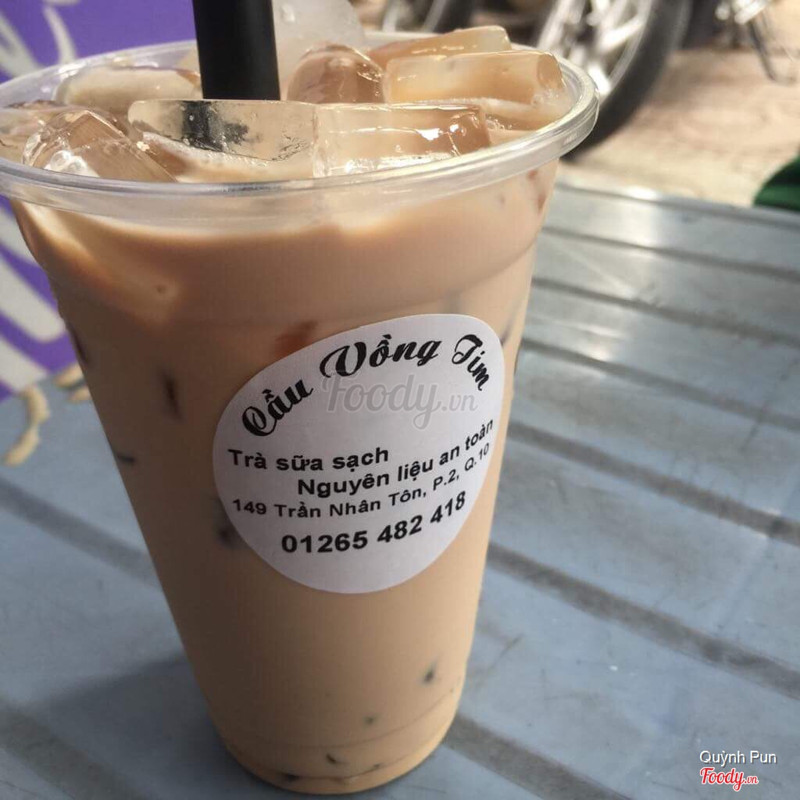 Cầu Vồng Tim
Foody.vn
Trà sữa sạch
Nguyên liệu an toàn
149 Trần Nhân Tôn, P.2, Q.10
01265 482 418
Quỳnh Pun
Foody.vn